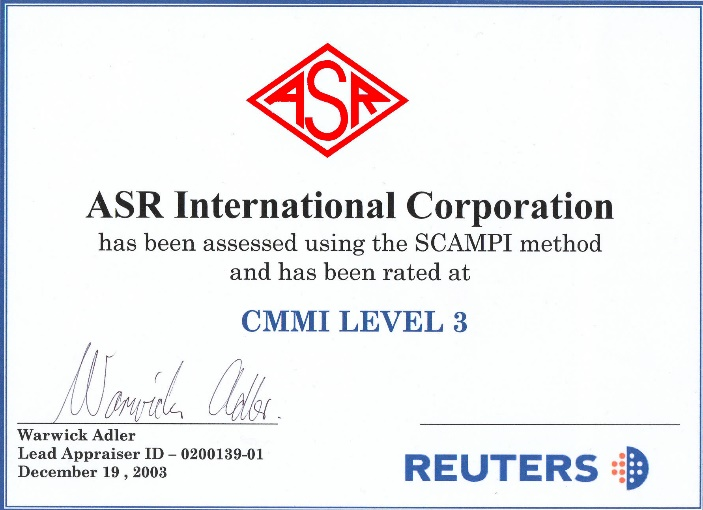 ASR
ASR International Corporation
has been assessed using the SCAMPI method
and has been rated at
CMMI LEVEL 3
Warwick Adler.
Warwick Adler
Lead Appraiser ID – 0200139-01
December 19 , 2003
REUTERS